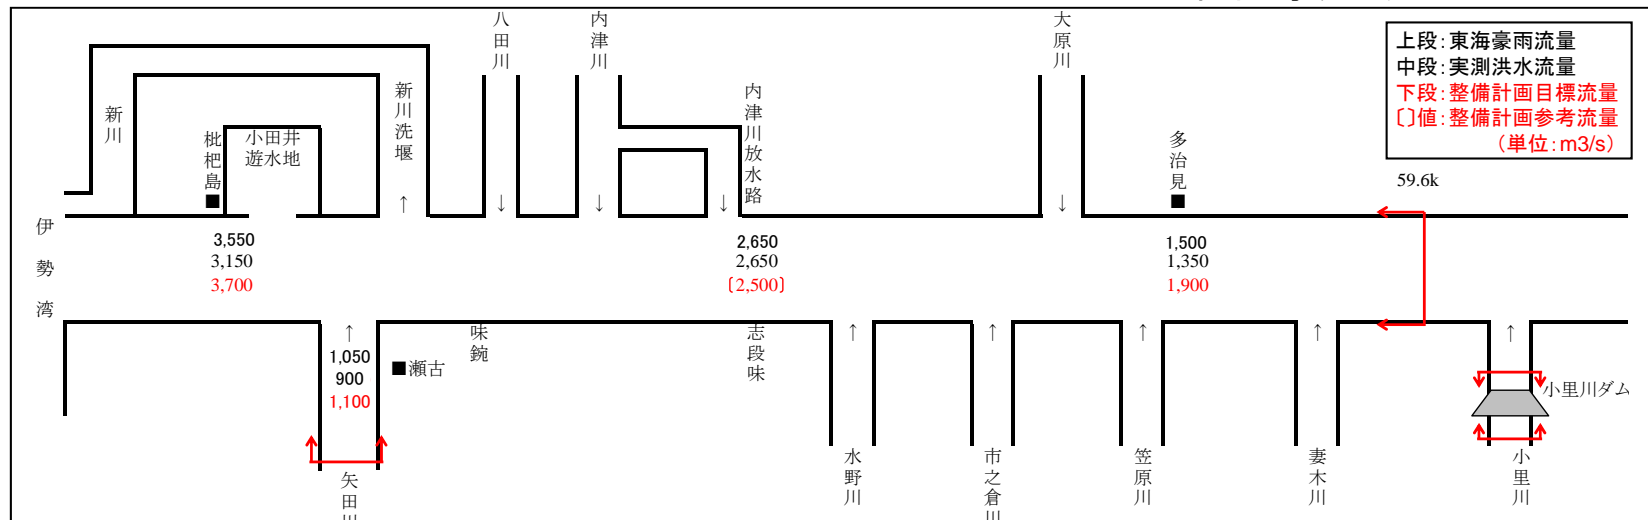 八田川
内津川
大原川
上段：東海豪雨流量
中段：実測洪水流量
下段：整備計画目標流量
〔〕値：整備計画参考流量
（単位：m3/s）
新川
枇杷島
■
小田井
遊水地
新川洗堰
↑
↓
↓
内津川放水路
↓
↓
多治見
■
59.6k
伊勢湾
3,550
3,150
3,700
2,650
2,650
〔2,500〕
1,500
1,350
1,900
↑
1,050
900
1,100
■瀬古
味鋺
志段味
↑
↑
↑
↑
↑
小里川ダム
水野川
市之倉川
笠原川
妻木川
小里川
矢田川